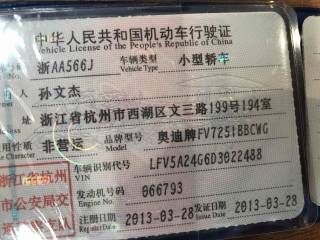 中华人民共和国机动车行驶证
Vehicle License of the People's Republic of China
浙AA566J 车辆类型 小型轿车
Vehicle Type
人 孙文杰
浙江省杭州市西湖区文三路199号194室
性质 非营运 品牌型号 奥迪牌FV7251BBCWG
Character Model
浙江省杭州 车辆识别代号 LFV5A24G6D3022488
VIN
市公安局交 发动机号码 066793
Engine No.
注册日期 2013-03-28 发证日期 2013-03-28
Register Date Issue Date